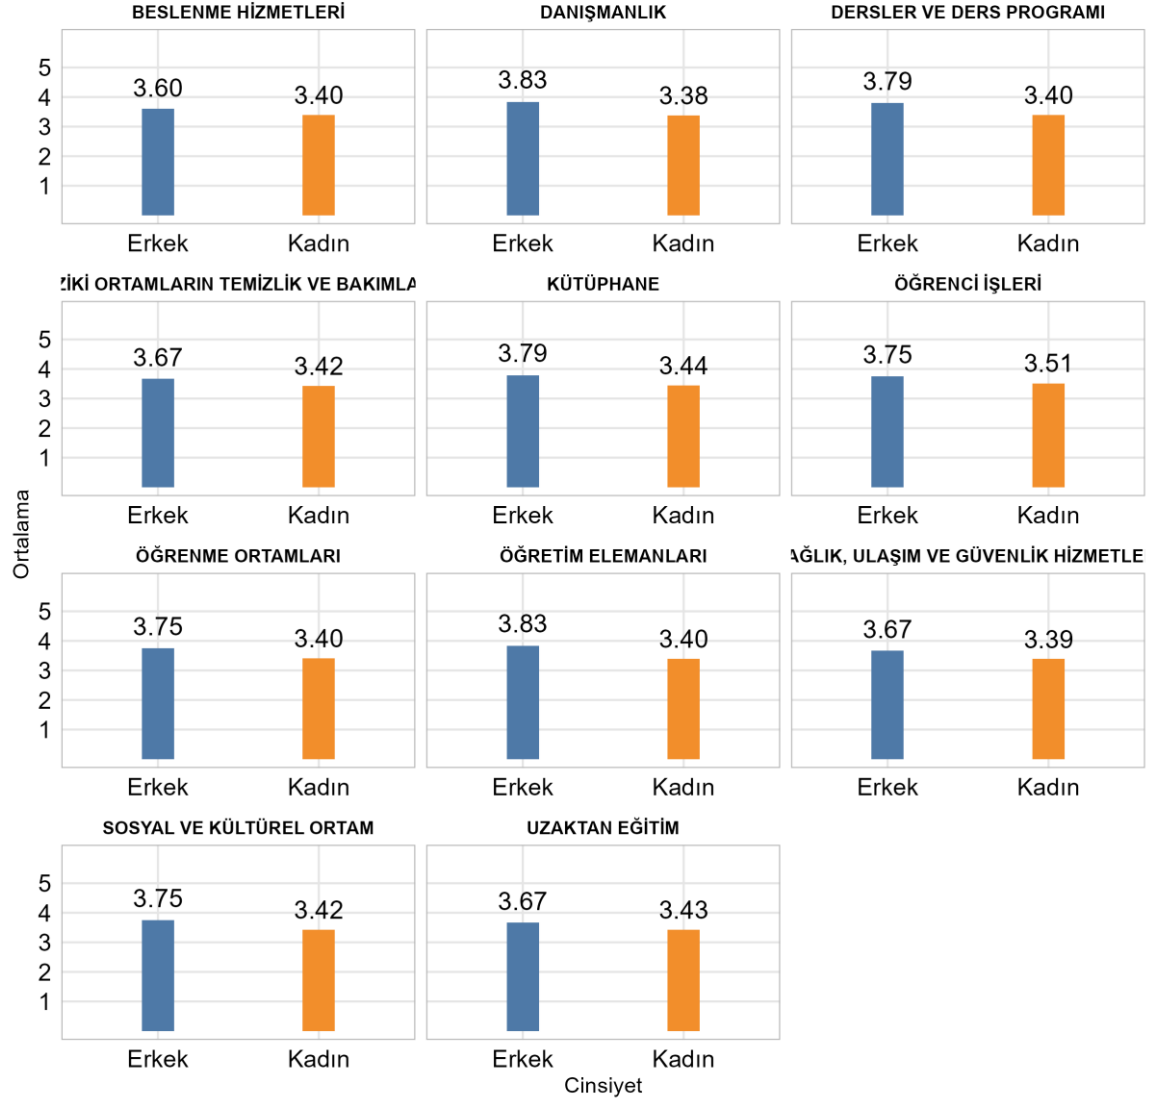 BESLENME HİZMETLERİ
DANIŞMANLIK
DERSLER VE DERS PROGRAMI
5
4
3
2
1
3.60
3.40
3.83
3.38
3.79
3.40
Erkek
Kadın
Erkek
Kadın
Erkek
Kadın
ZİKİ ORTAMLARIN TEMİZLİK VE BAKIMLA
KÜTÜPHANE
ÖĞRENCİ İŞLERİ
5
4
3
2
1
3.67
3.42
3.79
3.44
3.75
3.51
Erkek
Kadın
Erkek
Kadın
Erkek
Kadın
Ortalama
ÖĞRENME ORTAMLARI
ÖĞRETİM ELEMANLARI
AĞLIK, ULAŞIM VE GÜVENLİK HİZMETLE
5
4
3
2
1
3.75
3.40
3.83
3.40
3.67
3.39
Erkek
Kadın
Erkek
Kadın
Erkek
Kadın
SOSYAL VE KÜLTÜREL ORTAM
UZAKTAN EĞİTİM
5
4
3
2
1
3.75
3.42
3.67
3.43
Erkek
Kadın
Erkek
Kadın
Cinsiyet